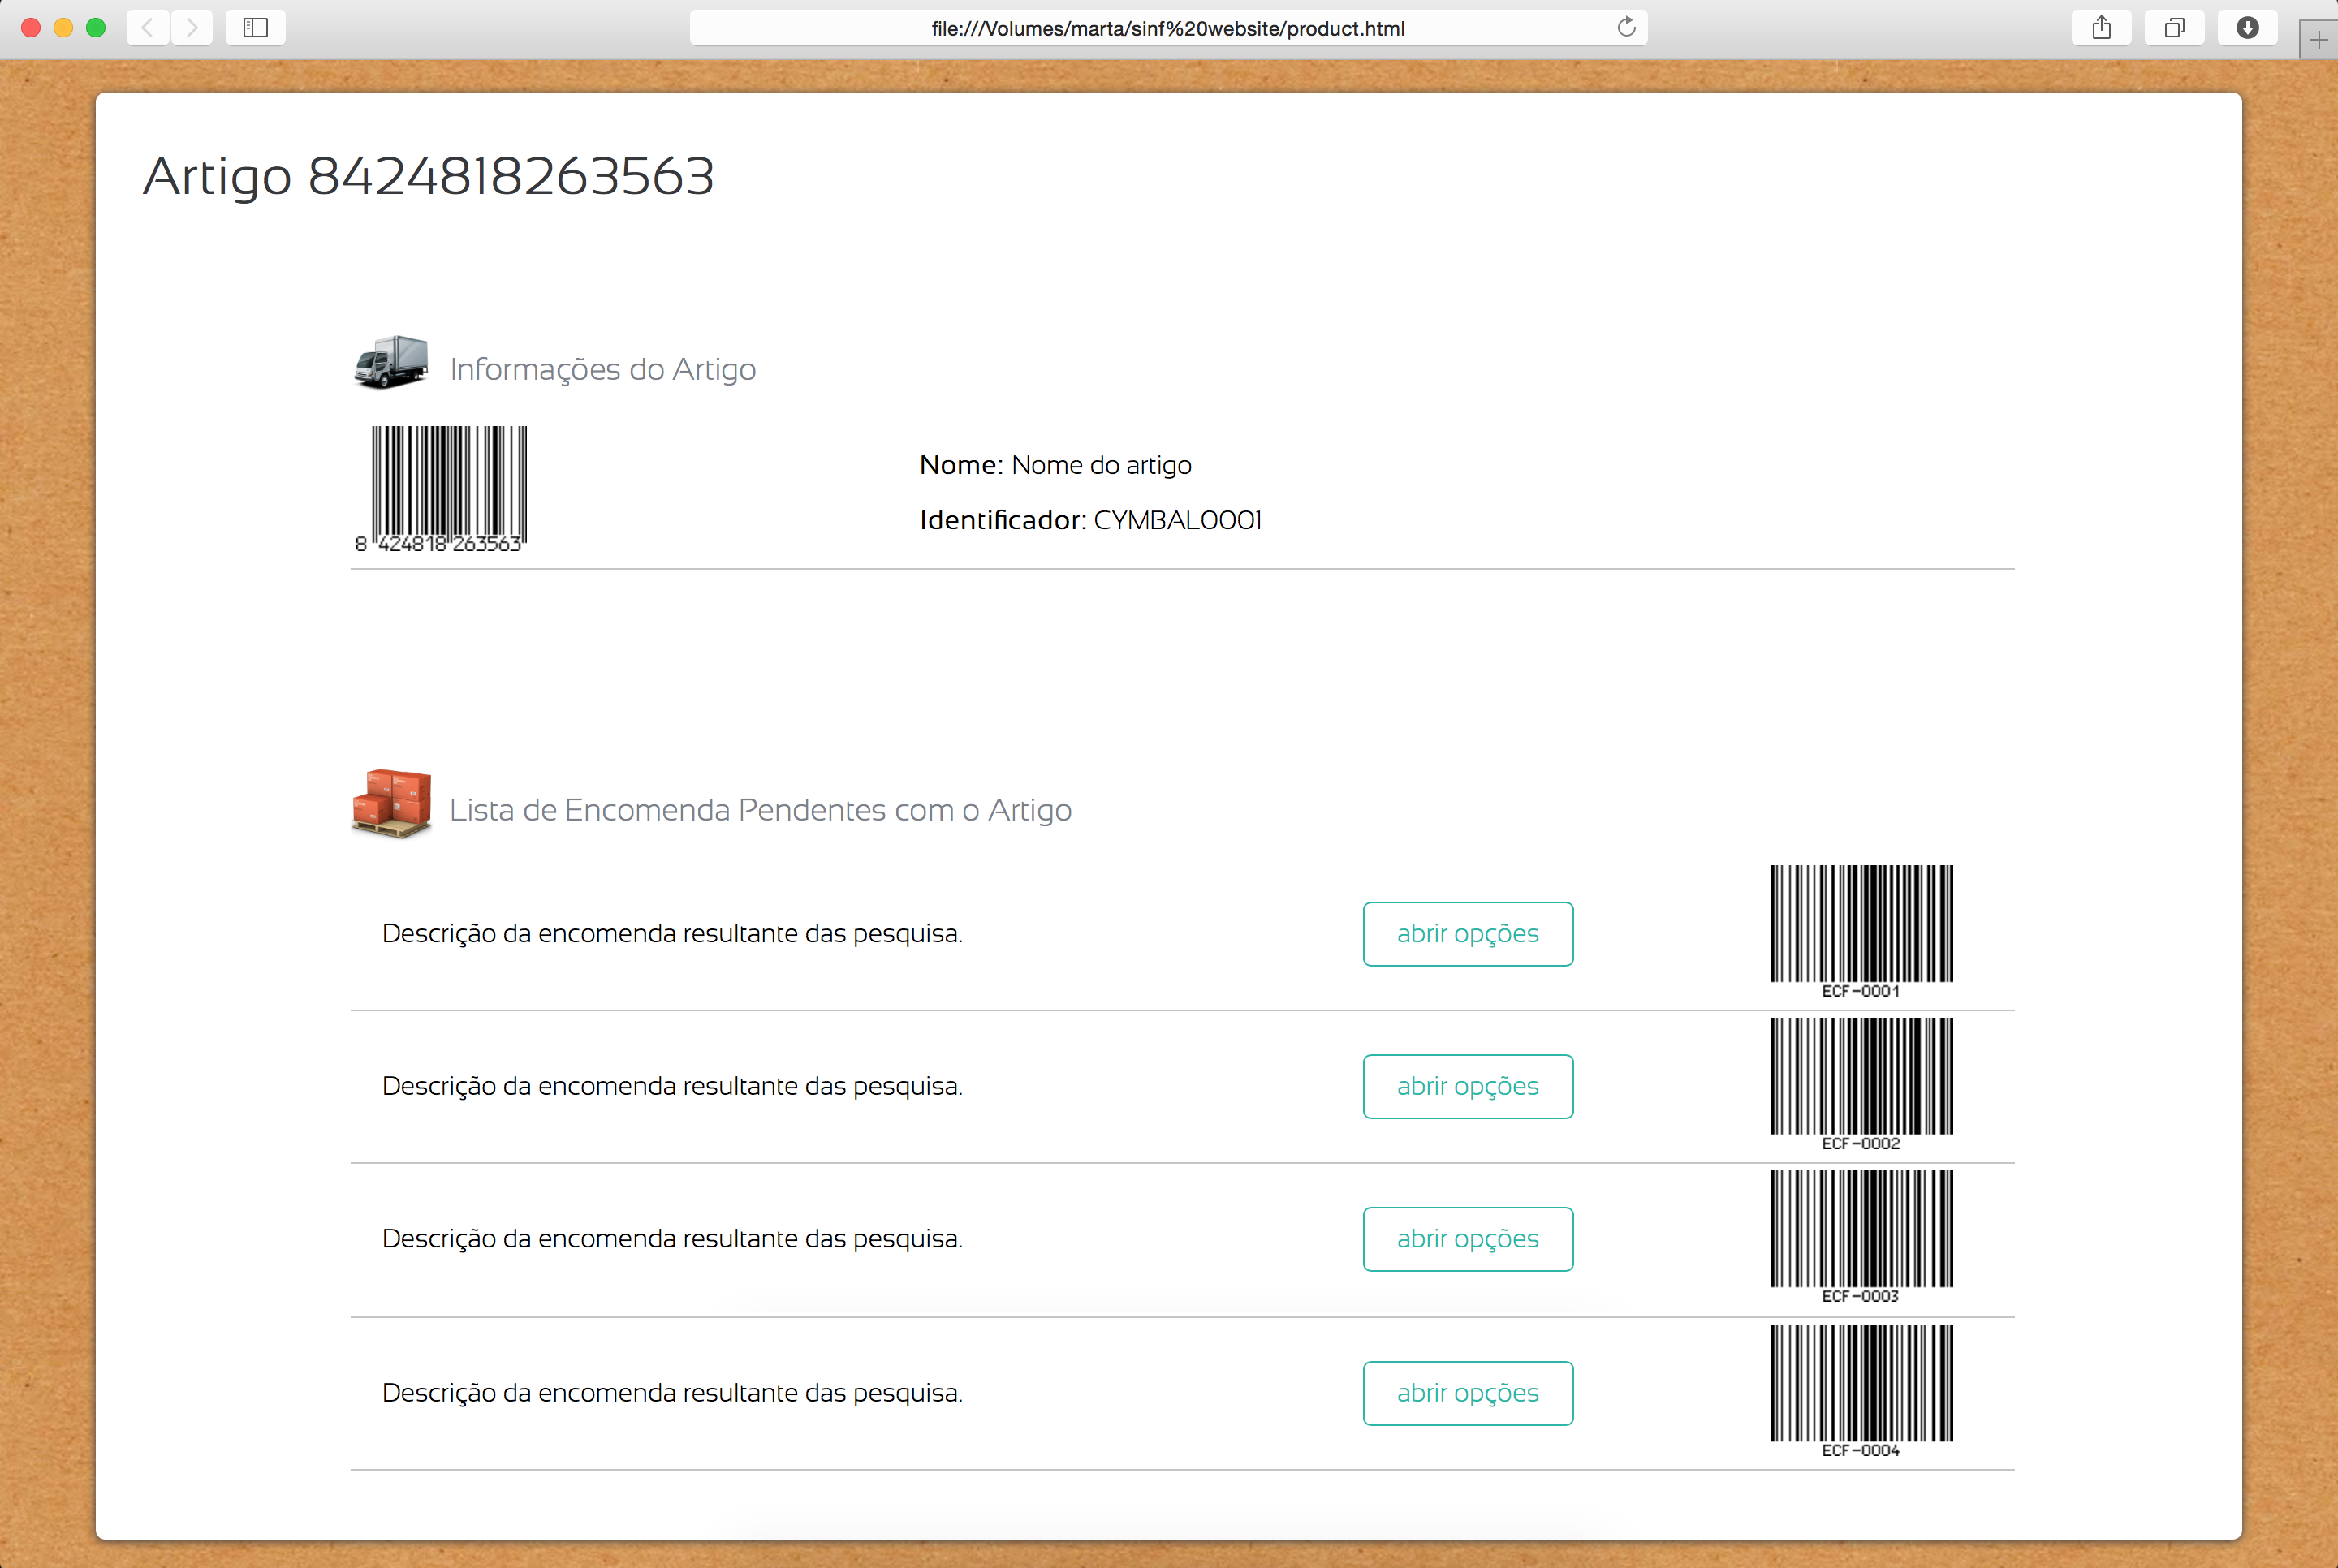 file:///Volumes/marta/sinf%20website/product.html
Artigo 8424818263563
Informações do Artigo
8 424818 263563
Nome: Nome do artigo
Identificador: CYMBAL0001
Lista de Encomenda Pendentes com o Artigo
Descrição da encomenda resultante das pesquisa.
abrir opções
ECF-0001
Descrição da encomenda resultante das pesquisa.
abrir opções
ECF-0002
Descrição da encomenda resultante das pesquisa.
abrir opções
ECF-0003
Descrição da encomenda resultante das pesquisa.
abrir opções
ECF-0004